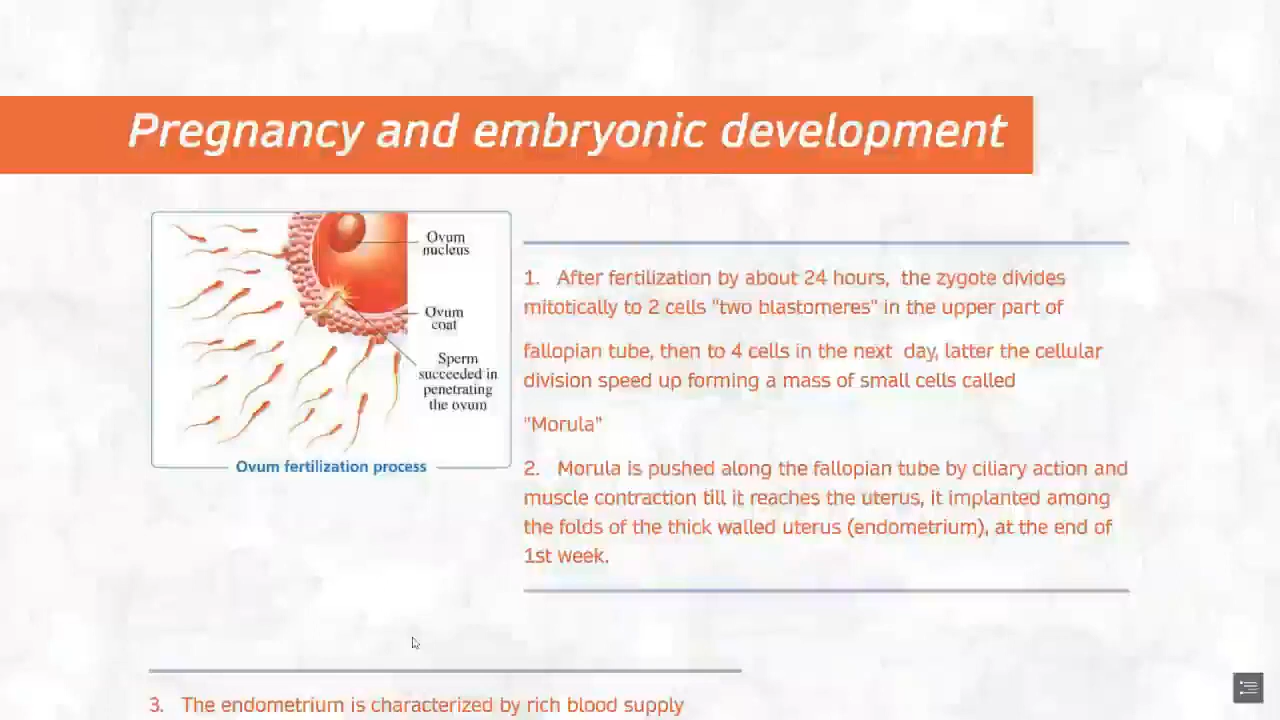 Pregnancy and embryonic development
Ovum
nucleus
Ovum
coat
Sperm
succeeded in
penetrating
the ovum
Ovum fertilization process
1. After fertilization by about 24 hours, the zygote divides
mitotically to 2 cells "two blastomeres" in the upper part of
fallopian tube, then to 4 cells in the next day, latter the cellular
division speed up forming a mass of small cells called
"Morula"
2. Morula is pushed along the fallopian tube by ciliary action and
muscle contraction till it reaches the uterus, it implanted among
the folds of the thick walled uterus (endometrium), at the end of
1st week.
3. The endometrium is characterized by rich blood supply